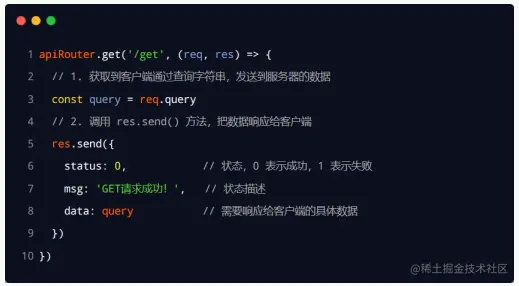 1 apiRouter.get('/get', (req, res) => {
2 // 1. 获取到客户端通过查询字符串，发送到服务器的数据
3 const query = req.query
4 // 2. 调用 res.send() 方法，把数据响应给客户端
5 res.send({
6 status: 0, // 状态，0 表示成功，1 表示失败
7 msg: 'GET请求成功！', // 状态描述
8 data: query // 需要响应给客户端的具体数据
9 })
10 })
@稀土掘金技术社区